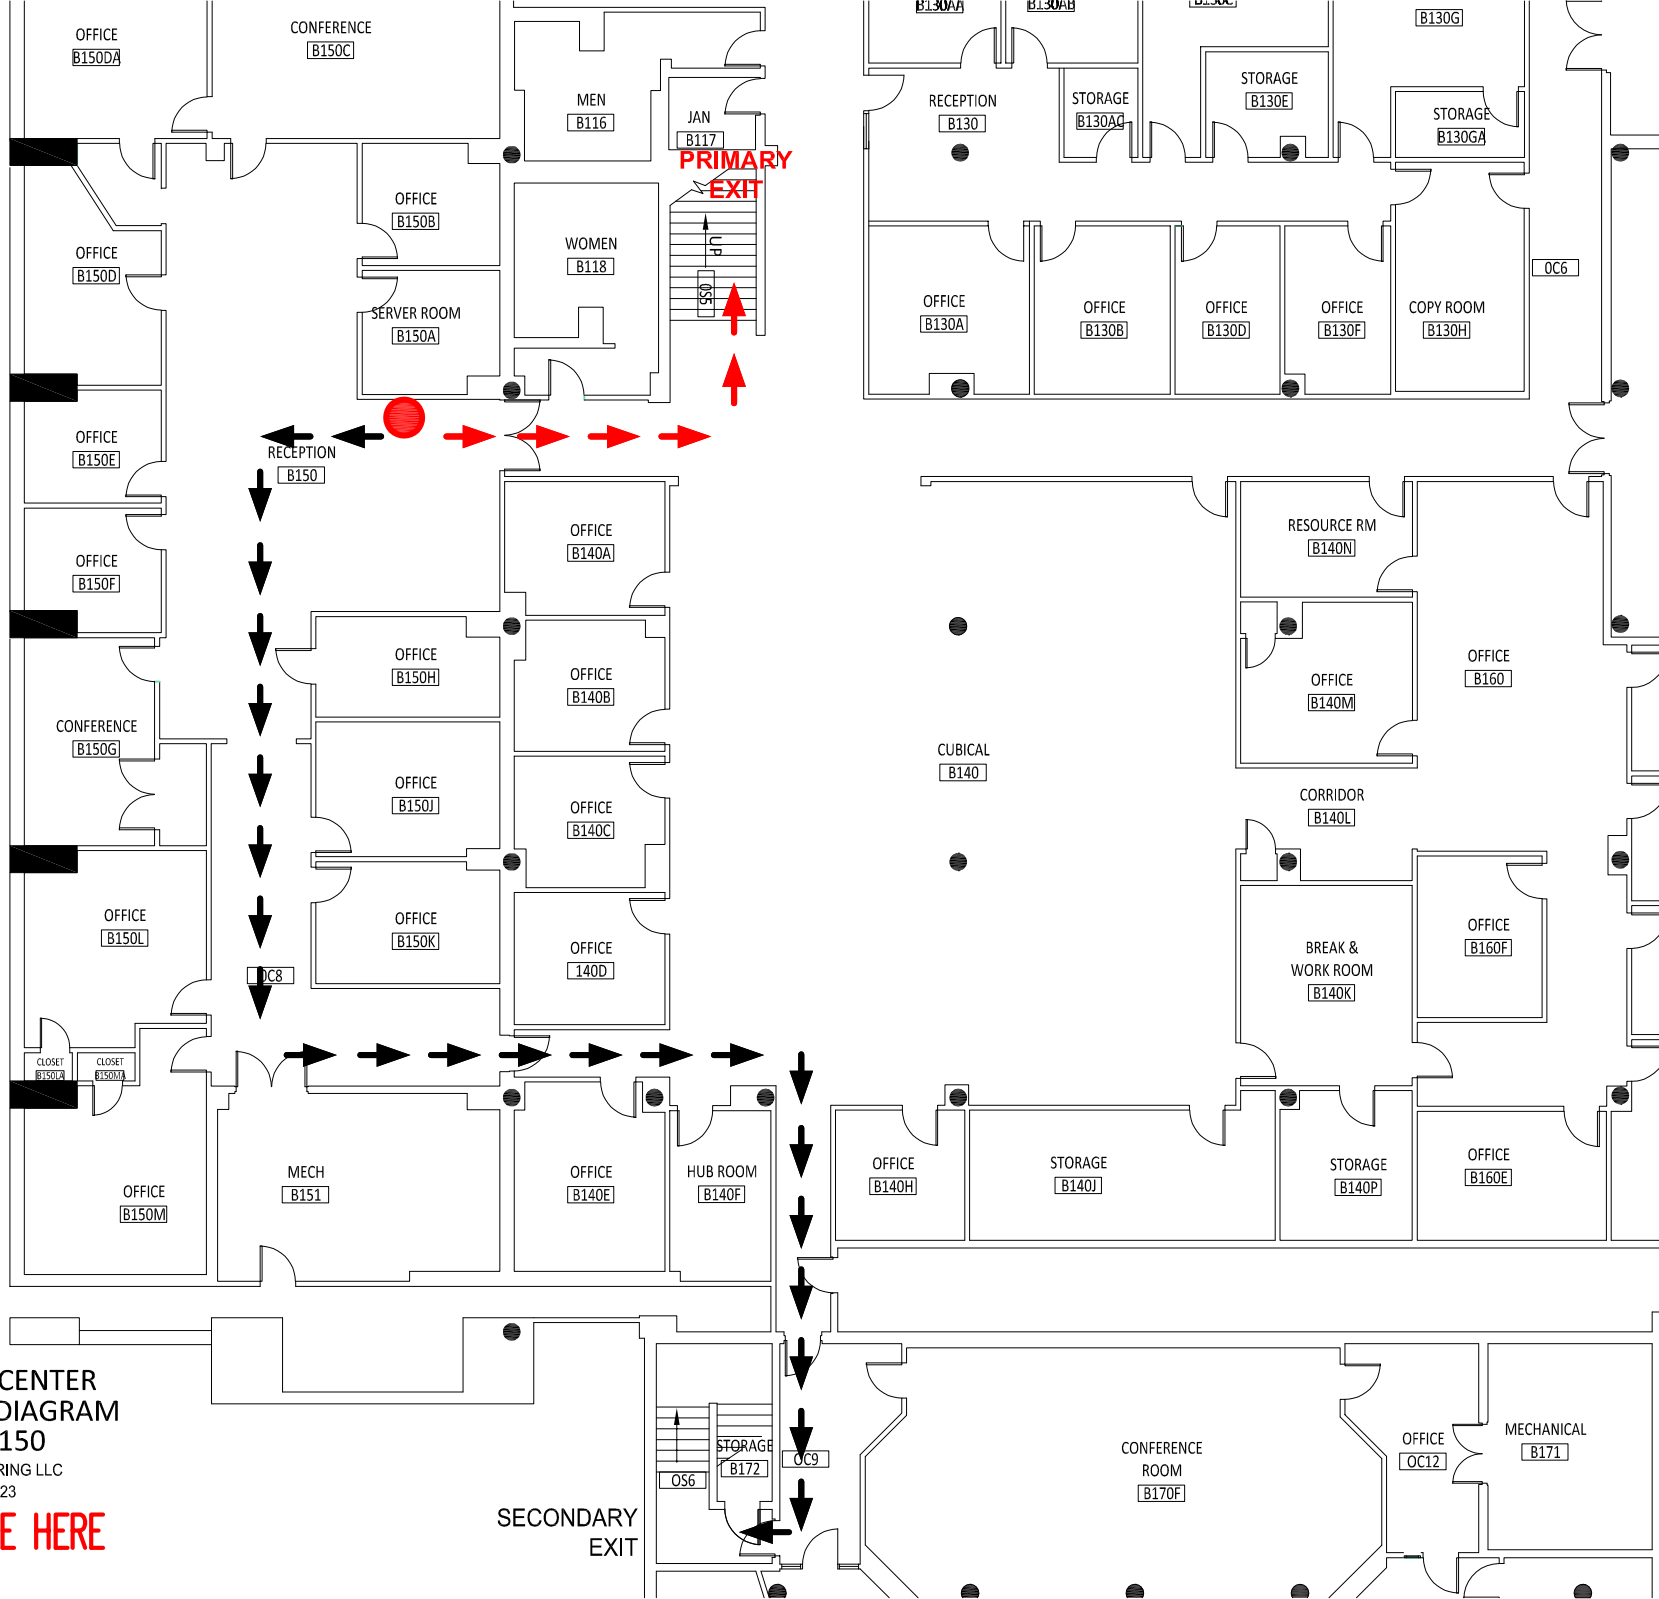 OFFICE
B150DA
CONFERENCE
B150C
MEN
B116
JAN
B117
PRIMARY
EXIT
B130AA
B130AB
B130C
B130G
RECEPTION
B130
STORAGE
B130AC
STORAGE
B130E
STORAGE
B130GA
OFFICE
B150B
OFFICE
B150D
WOMEN
B118
UP
0S5
0C6
SERVER ROOM
B150A
OFFICE
B130A
OFFICE
B130B
OFFICE
B130D
OFFICE
B130F
COPY ROOM
B130H
OFFICE
B150E
RECEPTION
B150
OFFICE
B150F
OFFICE
B140A
RESOURCE RM
B140N
OFFICE
B150H
OFFICE
B140B
OFFICE
B140M
OFFICE
B160
CONFERENCE
B150G
CUBICAL
B140
OFFICE
B150J
OFFICE
B140C
CORRIDOR
B140L
OFFICE
B150L
OFFICE
B150K
OFFICE
140D
OC8
BREAK &
WORK ROOM
B140K
OFFICE
B160F
CLOSET
B150LA
CLOSET
B150MA
OFFICE
B150M
MECH
B151
OFFICE
B140E
HUB ROOM
B140F
OFFICE
B140H
STORAGE
B140J
STORAGE
B140P
OFFICE
B160E
CENTER
DIAGRAM
150
RING LLC
23
E HERE
SECONDARY
EXIT
OS6
STORAGE
B172
OC9
CONFERENCE
ROOM
B170F
OFFICE
OC12
MECHANICAL
B171